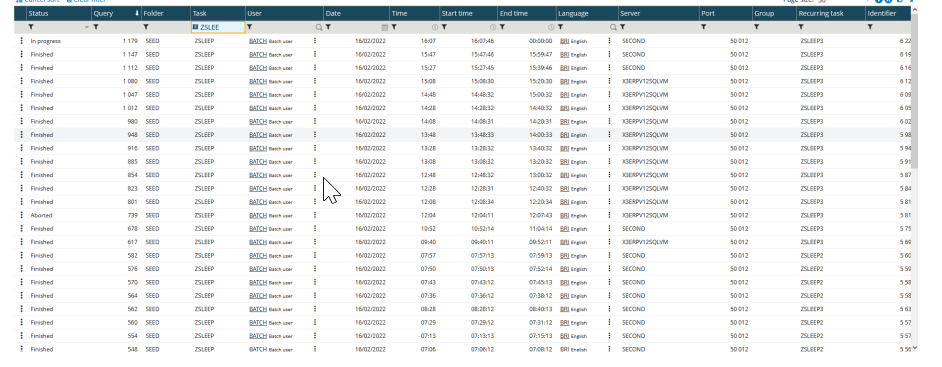 Cancel sort Clear filter Page size: 50
Status Query Folder Task User Date Time Start time End time Language Server Port Group Recurring task Identifier
ZSLEE
In progress 1 179 SEED ZSLEEP BATCH Batch user 16/02/2022 16:07 16:07:46 00:00:00 BRI English SECOND 50 012 ZSLEEP3 6 22
Finished 1 147 SEED ZSLEEP BATCH Batch user 16/02/2022 15:47 15:47:46 15:59:47 BRI English SECOND 50 012 ZSLEEP3 6 19
Finished 1 112 SEED ZSLEEP BATCH Batch user 16/02/2022 15:27 15:27:45 15:39:46 BRI English SECOND 50 012 ZSLEEP3 6 16
Finished 1 080 SEED ZSLEEP BATCH Batch user 16/02/2022 15:08 15:08:30 15:20:30 BRI English X3ERPV12SQLVM 50 012 ZSLEEP3 6 12
Finished 1 047 SEED ZSLEEP BATCH Batch user 16/02/2022 14:48 14:48:32 15:00:32 BRI English X3ERPV12SQLVM 50 012 ZSLEEP3 6 09
Finished 1 012 SEED ZSLEEP BATCH Batch user 16/02/2022 14:28 14:28:32 14:40:32 BRI English X3ERPV12SQLVM 50 012 ZSLEEP3 6 05
Finished 980 SEED ZSLEEP BATCH Batch user 16/02/2022 14:08 14:08:31 14:20:31 BRI English X3ERPV12SQLVM 50 012 ZSLEEP3 6 02
Finished 948 SEED ZSLEEP BATCH Batch user 16/02/2022 13:48 13:48:33 14:00:33 BRI English X3ERPV12SQLVM 50 012 ZSLEEP3 5 98
Finished 916 SEED ZSLEEP BATCH Batch user 16/02/2022 13:28 13:28:32 13:40:32 BRI English X3ERPV12SQLVM 50 012 ZSLEEP3 5 94
Finished 885 SEED ZSLEEP BATCH Batch user 16/02/2022 13:08 13:08:32 13:20:32 BRI English X3ERPV12SQLVM 50 012 ZSLEEP3 5 91
Finished 854 SEED ZSLEEP BATCH Batch user 16/02/2022 12:48 12:48:32 13:00:32 BRI English X3ERPV12SQLVM 50 012 ZSLEEP3 5 87
Finished 823 SEED ZSLEEP BATCH Batch user 16/02/2022 12:28 12:28:31 12:40:32 BRI English X3ERPV12SQLVM 50 012 ZSLEEP3 5 84
Finished 801 SEED ZSLEEP BATCH Batch user 16/02/2022 12:08 12:08:34 12:20:34 BRI English X3ERPV12SQLVM 50 012 ZSLEEP3 5 81
Aborted 739 SEED ZSLEEP BATCH Batch user 16/02/2022 12:04 12:04:11 12:07:43 BRI English X3ERPV12SQLVM 50 012 ZSLEEP3 5 81
Finished 678 SEED ZSLEEP BATCH Batch user 16/02/2022 10:52 10:52:14 11:04:14 BRI English SECOND 50 012 ZSLEEP3 5 75
Finished 617 SEED ZSLEEP BATCH Batch user 16/02/2022 09:40 09:40:11 09:52:11 BRI English X3ERPV12SQLVM 50 012 ZSLEEP3 5 69
Finished 582 SEED ZSLEEP BATCH Batch user 16/02/2022 07:57 07:57:13 07:59:13 BRI English SECOND 50 012 ZSLEEP2 5 60
Finished 576 SEED ZSLEEP BATCH Batch user 16/02/2022 07:50 07:50:13 07:52:14 BRI English SECOND 50 012 ZSLEEP2 5 59
Finished 570 SEED ZSLEEP BATCH Batch user 16/02/2022 07:43 07:43:12 07:45:13 BRI English SECOND 50 012 ZSLEEP2 5 58
Finished 564 SEED ZSLEEP BATCH Batch user 16/02/2022 07:36 07:36:12 07:38:12 BRI English SECOND 50 012 ZSLEEP2 5 58
Finished 562 SEED ZSLEEP BATCH Batch user 16/02/2022 08:28 08:28:12 08:40:13 BRI English SECOND 50 012 ZSLEEP3 5 63
Finished 560 SEED ZSLEEP BATCH Batch user 16/02/2022 07:29 07:29:12 07:31:12 BRI English SECOND 50 012 ZSLEEP2 5 57
Finished 554 SEED ZSLEEP BATCH Batch user 16/02/2022 07:13 07:13:13 07:15:13 BRI English SECOND 50 012 ZSLEEP2 5 57
Finished 548 SEED ZSLEEP BATCH Batch user 16/02/2022 07:06 07:06:12 07:08:12 BRI English SECOND 50 012 ZSLEEP2 5 56